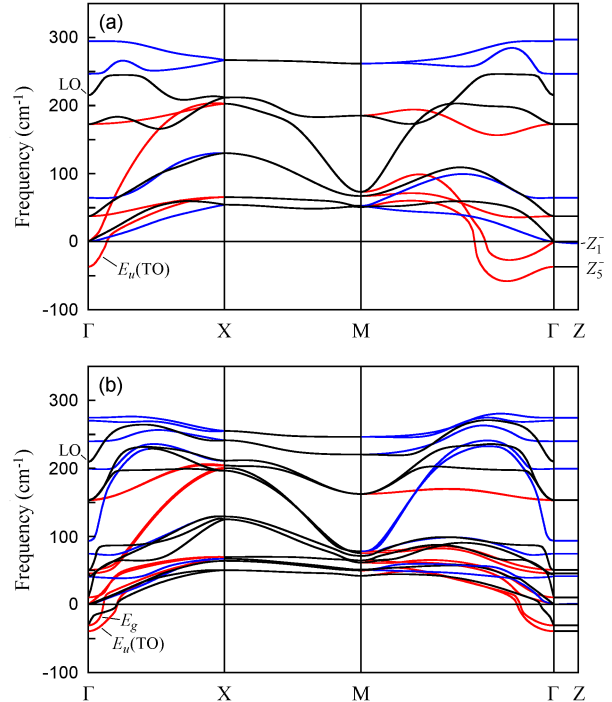 (a)
300
200
100
0
-100
Frequency (cm⁻¹)
LO
E_u(TO)
Z₁⁻
Z₅⁻
Γ X M Γ Z
(b)
300
200
100
0
-100
Frequency (cm⁻¹)
LO
E_g
E_u(TO)
Γ X M Γ Z